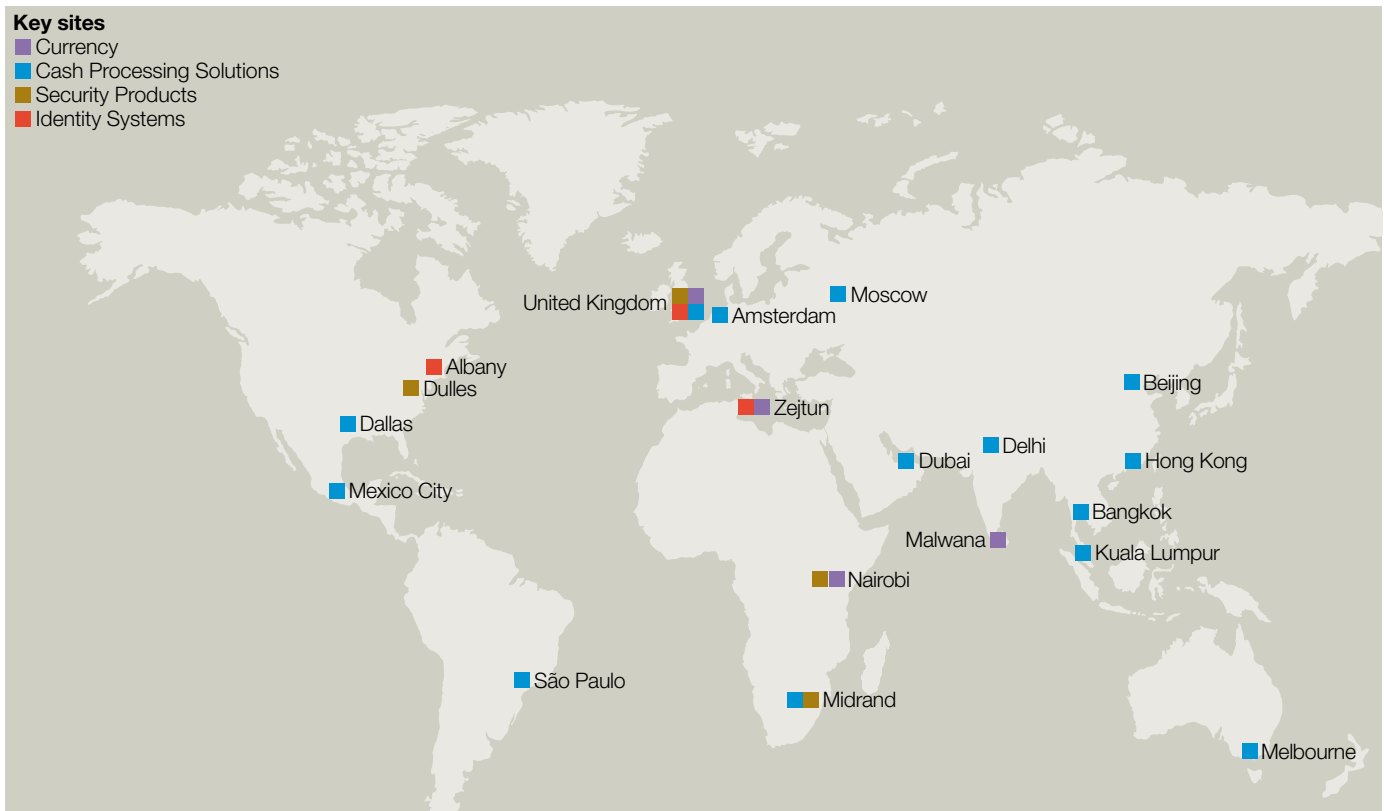 Key sites
Currency
Cash Processing Solutions
Security Products
Identity Systems
United Kingdom
Moscow
Amsterdam
Albany
Dulles
Beijing
Zejtun
Dallas
Delhi
Dubai
Hong Kong
Mexico City
Bangkok
Malwana
Kuala Lumpur
Nairobi
São Paulo
Midrand
Melbourne